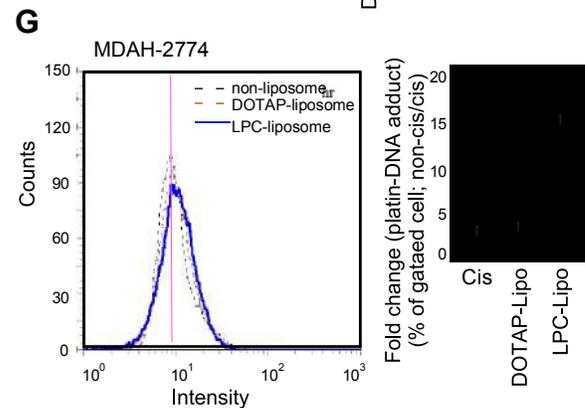 G
MDAH-2774
150
120
90
60
30
0
Counts
non-liposome
DOTAP-liposome
LPC-liposome
100
101
102
103
Intensity
Fold change (platin-DNA adduct)
(% of gataed cell; non-cis/cis)
20
15
10
5
0
Cis
DOTAP-Lipo
LPC-Lipo